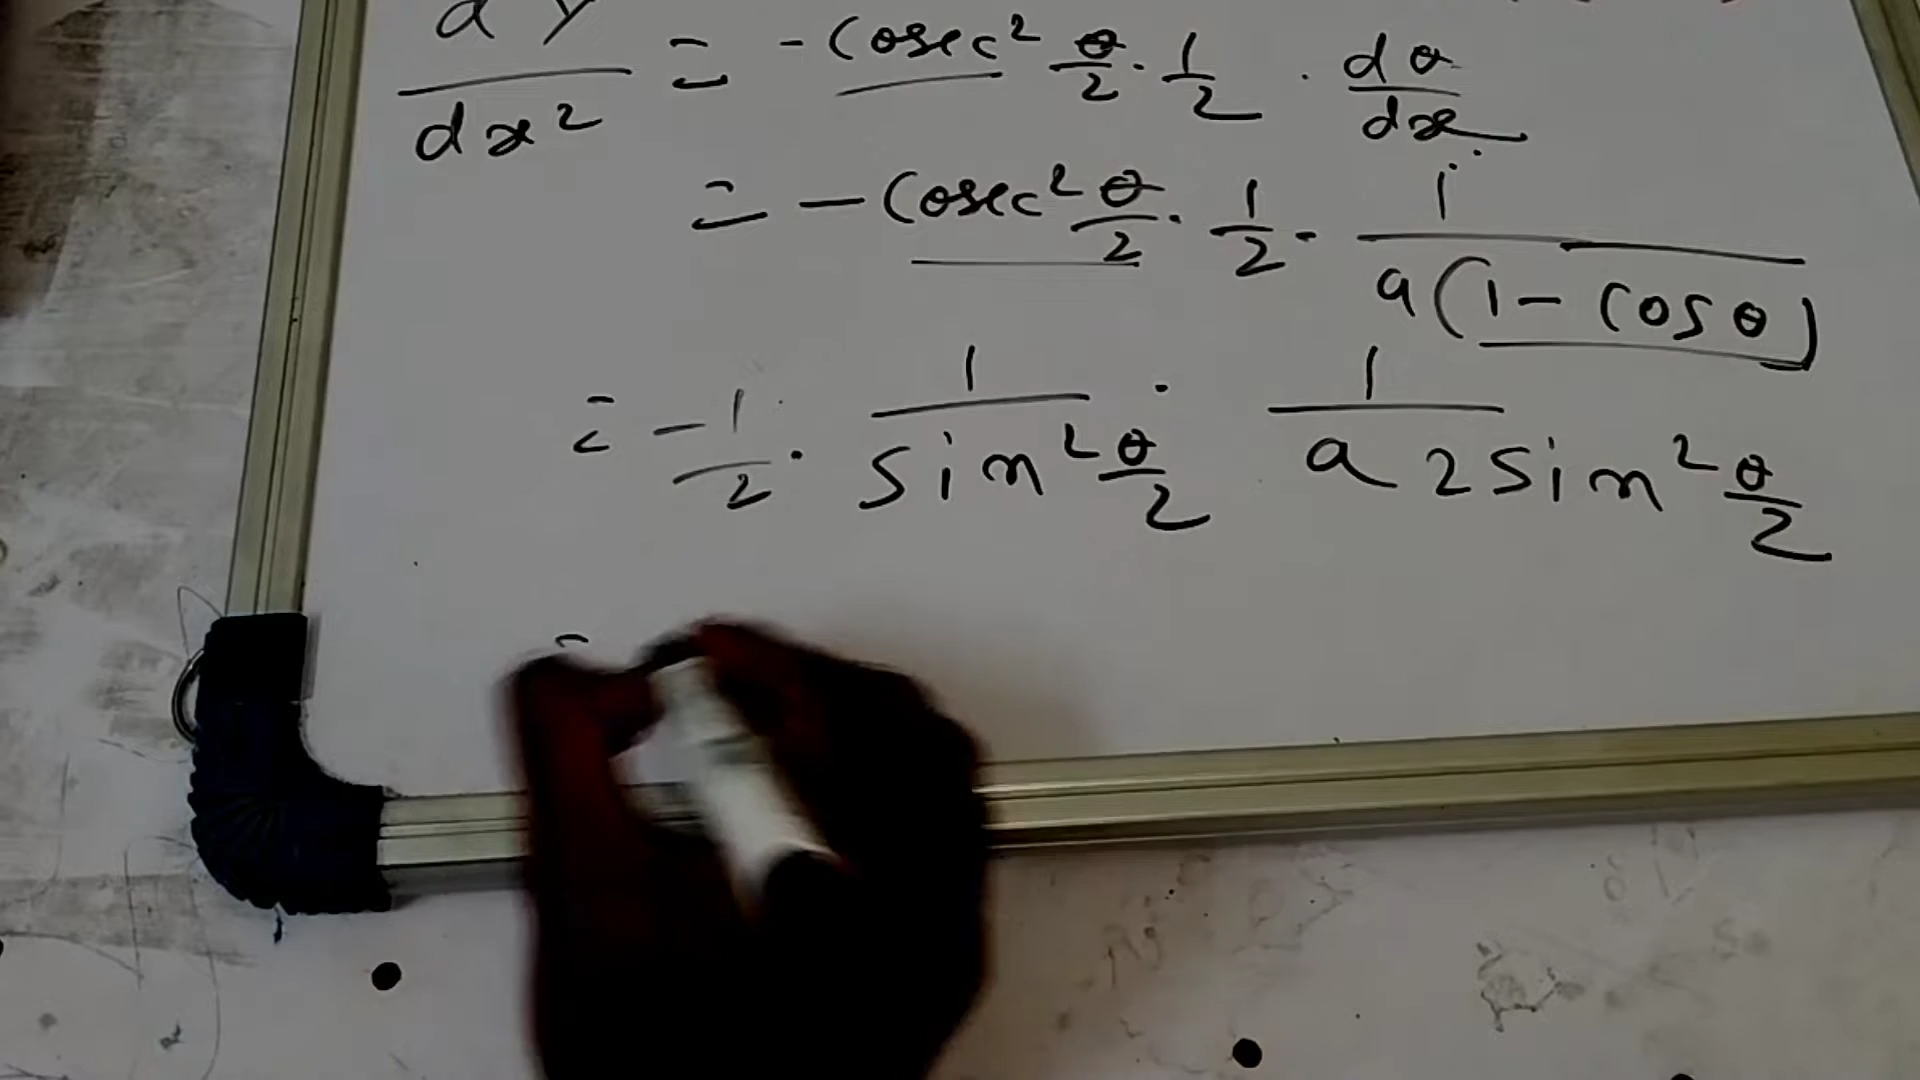 d y / dx² = - Cosec² θ/2 · 1/2 · dθ/dx
= - Cosec² θ/2 · 1/2 · 1/a(1 - Cosθ)
= -1/2 · 1/Sin² θ/2 · 1/a 2Sin² θ/2
=